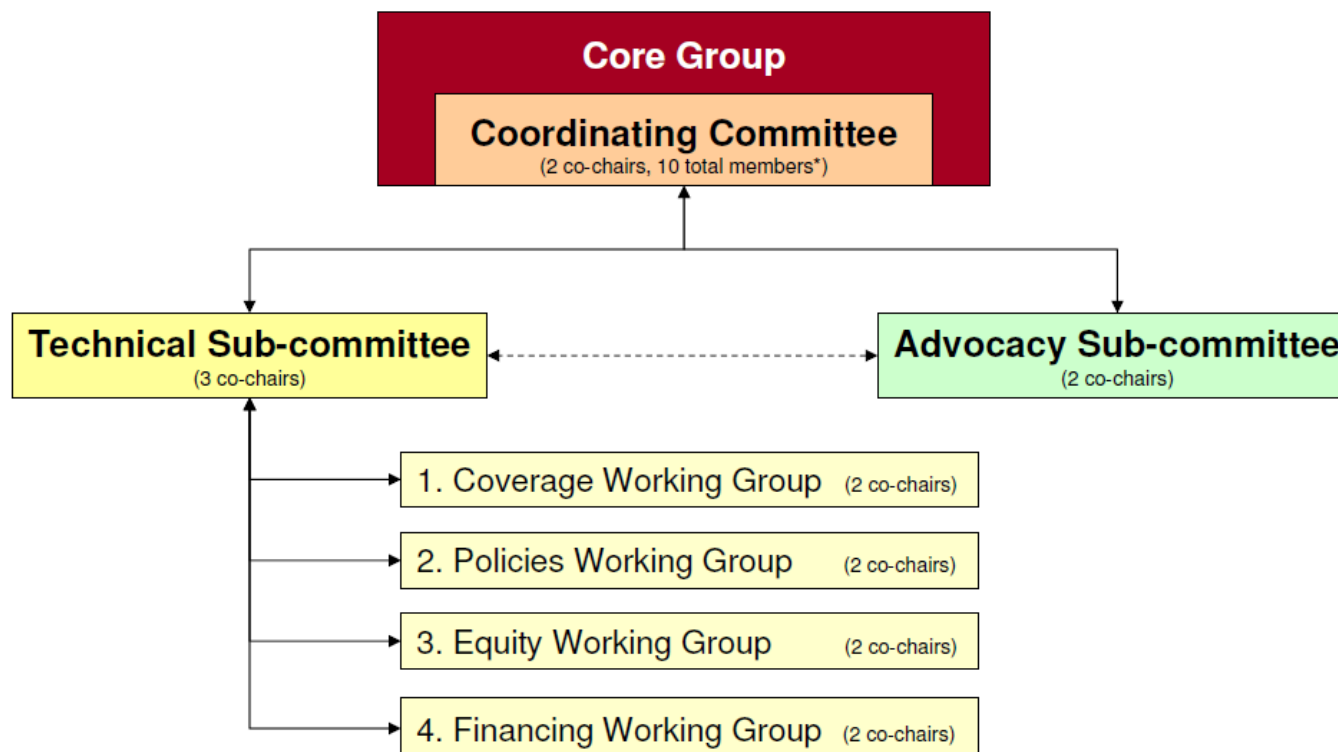 Core Group
Coordinating Committee
(2 co-chairs, 10 total members*)
Technical Sub-committee
(3 co-chairs)
Advocacy Sub-committee
(2 co-chairs)
1. Coverage Working Group (2 co-chairs)
2. Policies Working Group (2 co-chairs)
3. Equity Working Group (2 co-chairs)
4. Financing Working Group (2 co-chairs)